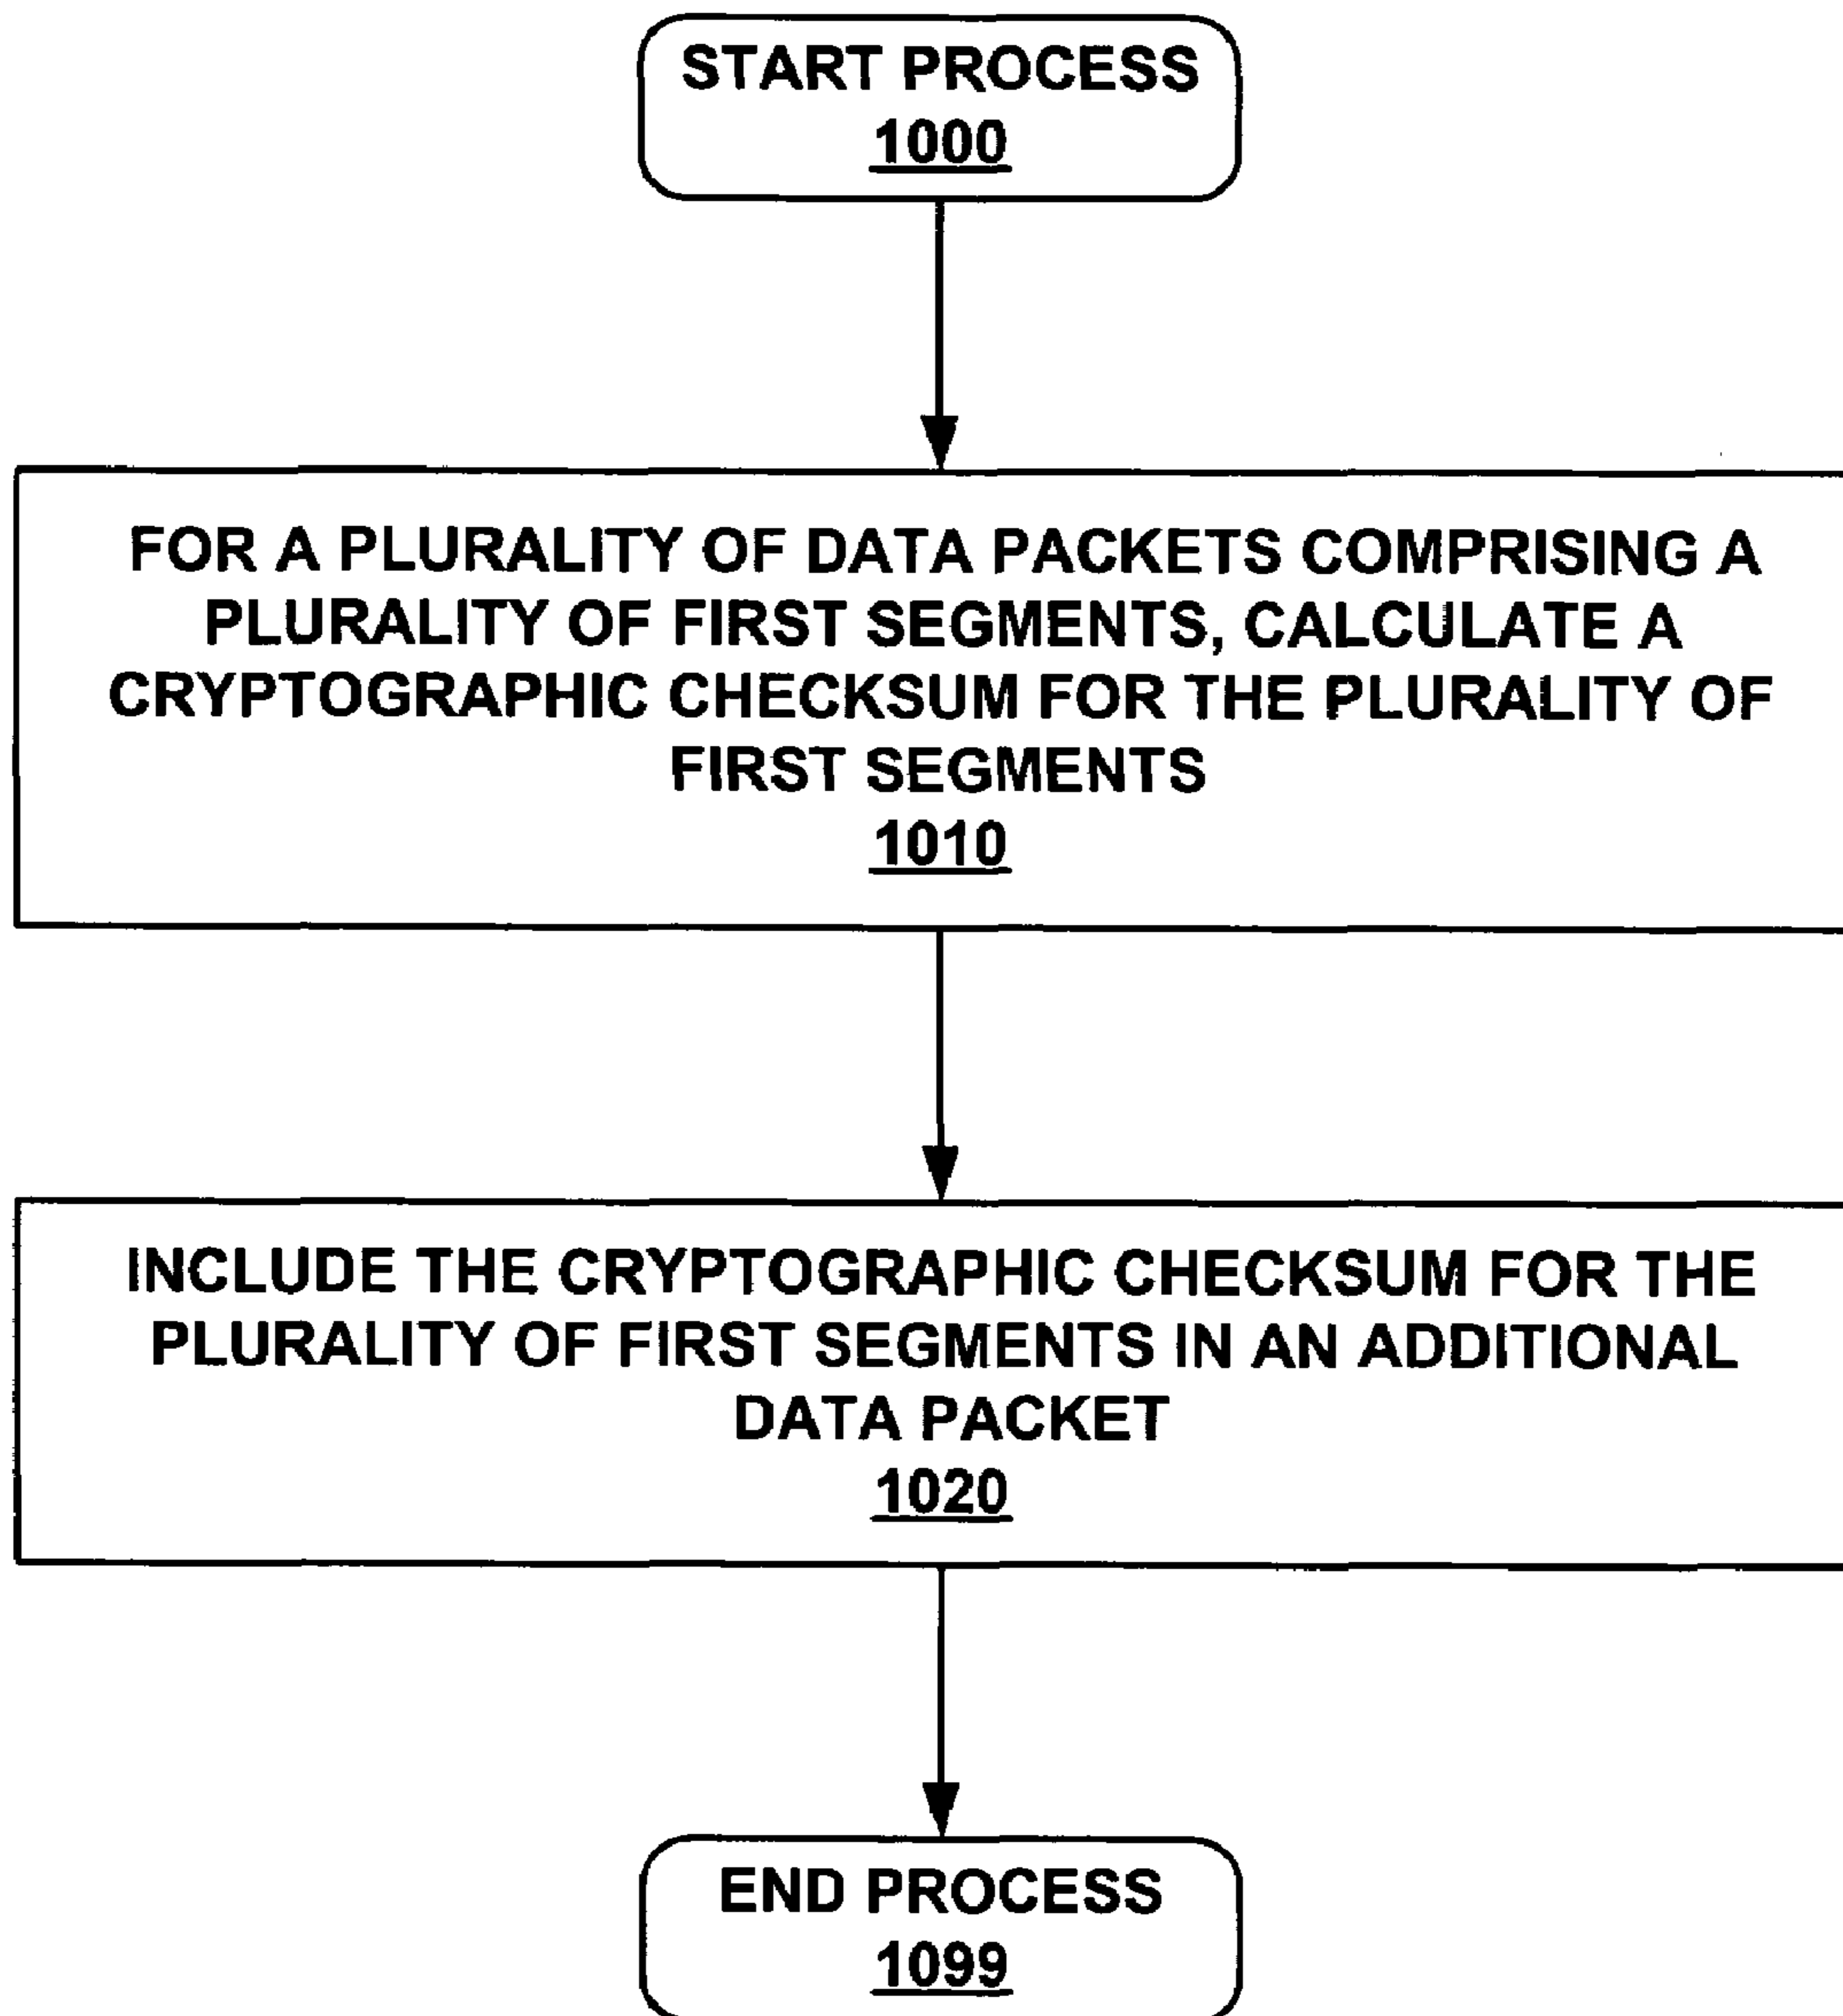 START PROCESS
1000
FOR A PLURALITY OF DATA PACKETS COMPRISING A
PLURALITY OF FIRST SEGMENTS, CALCULATE A
CRYPTOGRAPHIC CHECKSUM FOR THE PLURALITY OF
FIRST SEGMENTS
1010
INCLUDE THE CRYPTOGRAPHIC CHECKSUM FOR THE
PLURALITY OF FIRST SEGMENTS IN AN ADDITIONAL
DATA PACKET
1020
END PROCESS
1099